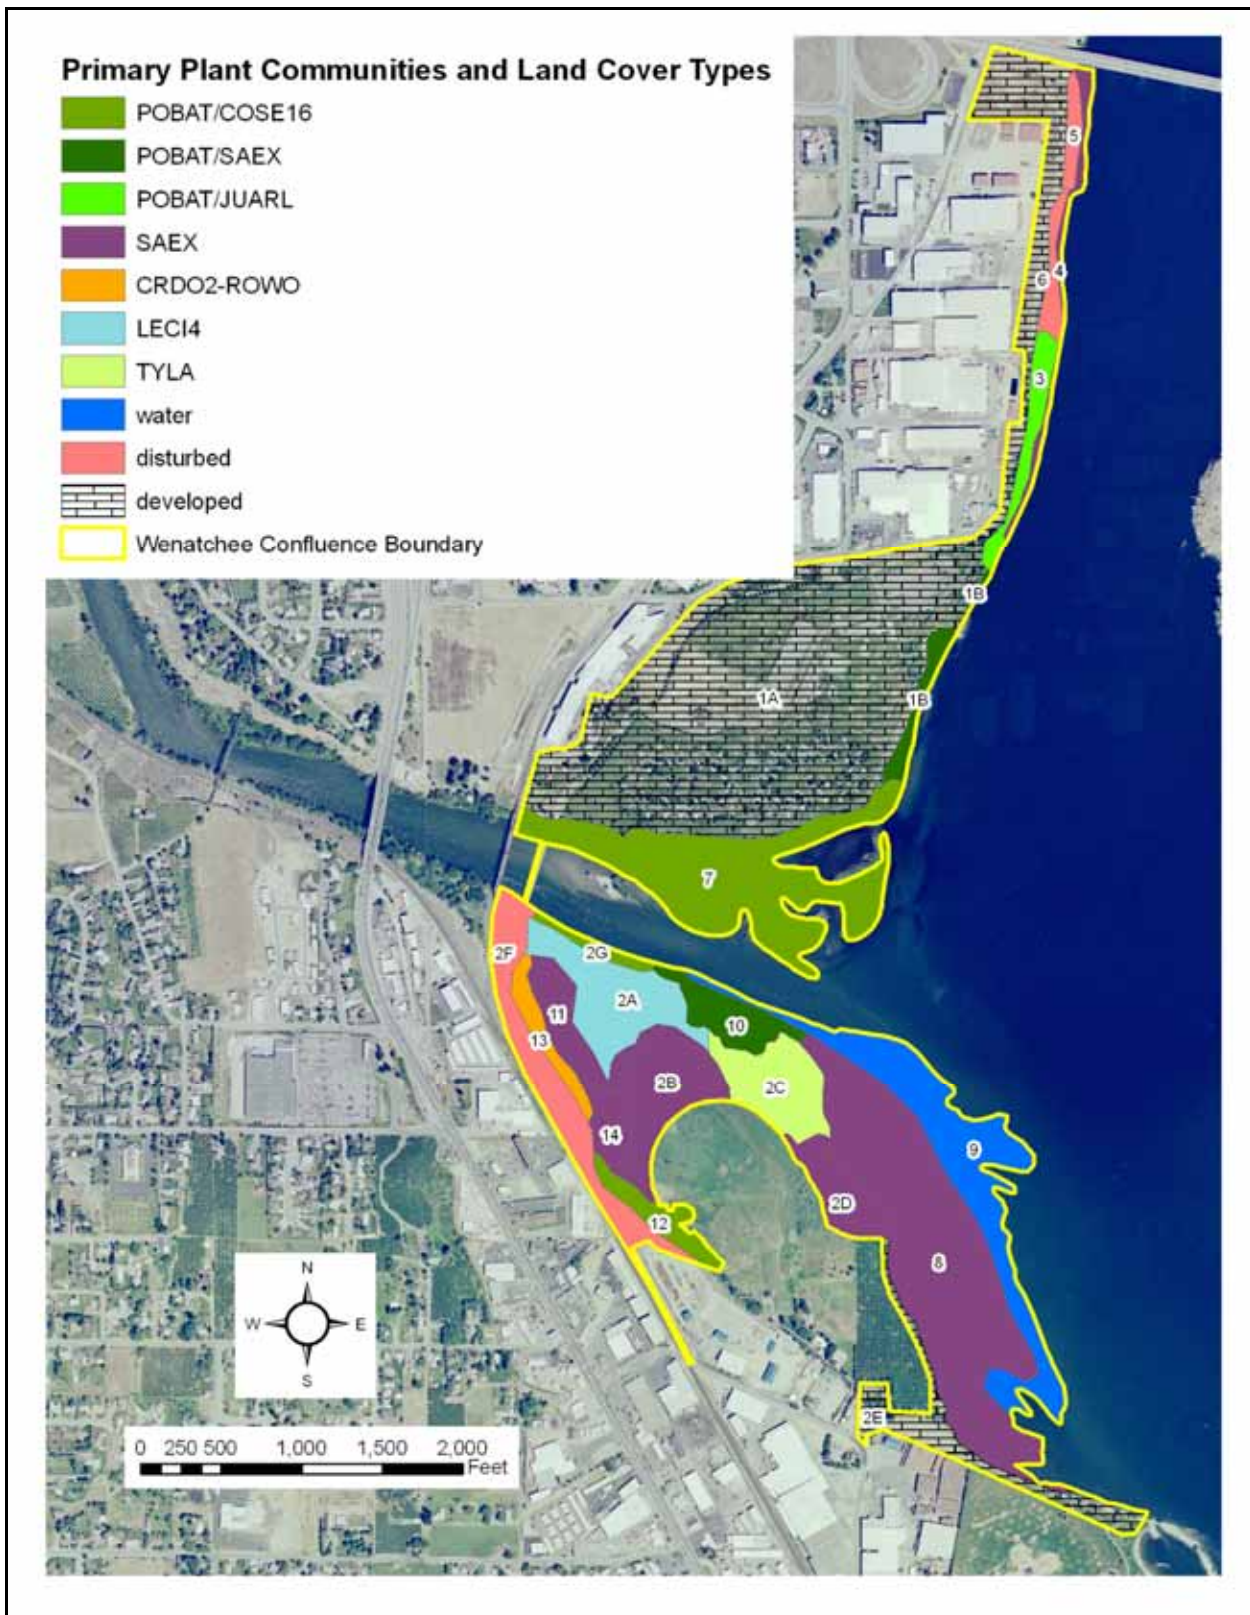 Primary Plant Communities and Land Cover Types
POBAT/COSE16
POBAT/SAEX
POBAT/JUARL
SAEX
CRDO2-ROWO
LECI4
TYLA
water
disturbed
developed
Wenatchee Confluence Boundary
5
4
6
3
1B
1A
1B
7
2F
2G
2A
11
10
13
2B
2C
14
9
2D
12
8
2E
N
W
E
S
0 250 500 1,000 1,500 2,000
Feet